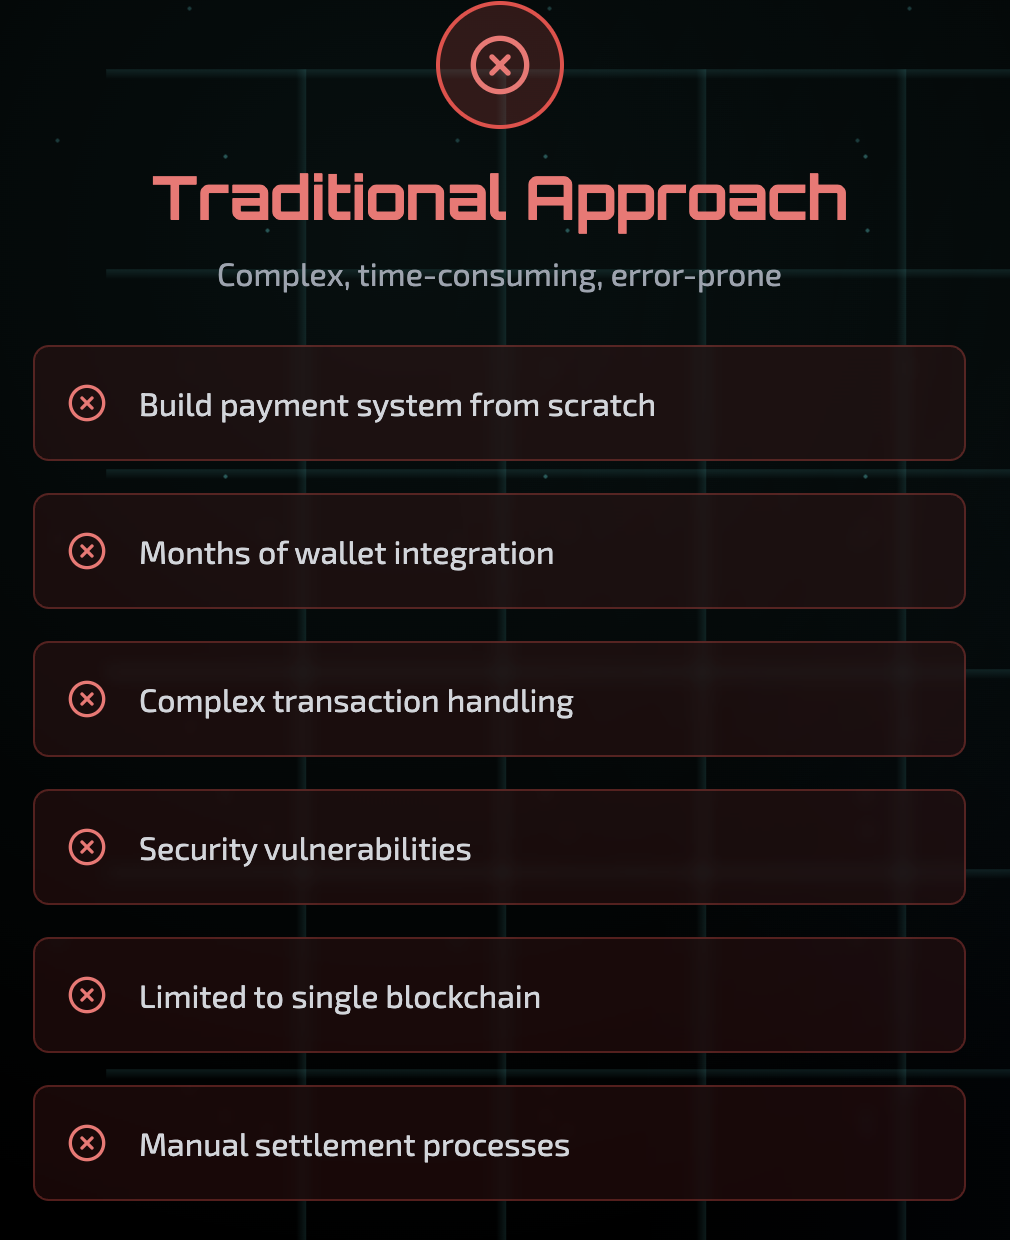 Traditional Approach
Complex, time-consuming, error-prone
Build payment system from scratch
Months of wallet integration
Complex transaction handling
Security vulnerabilities
Limited to single blockchain
Manual settlement processes